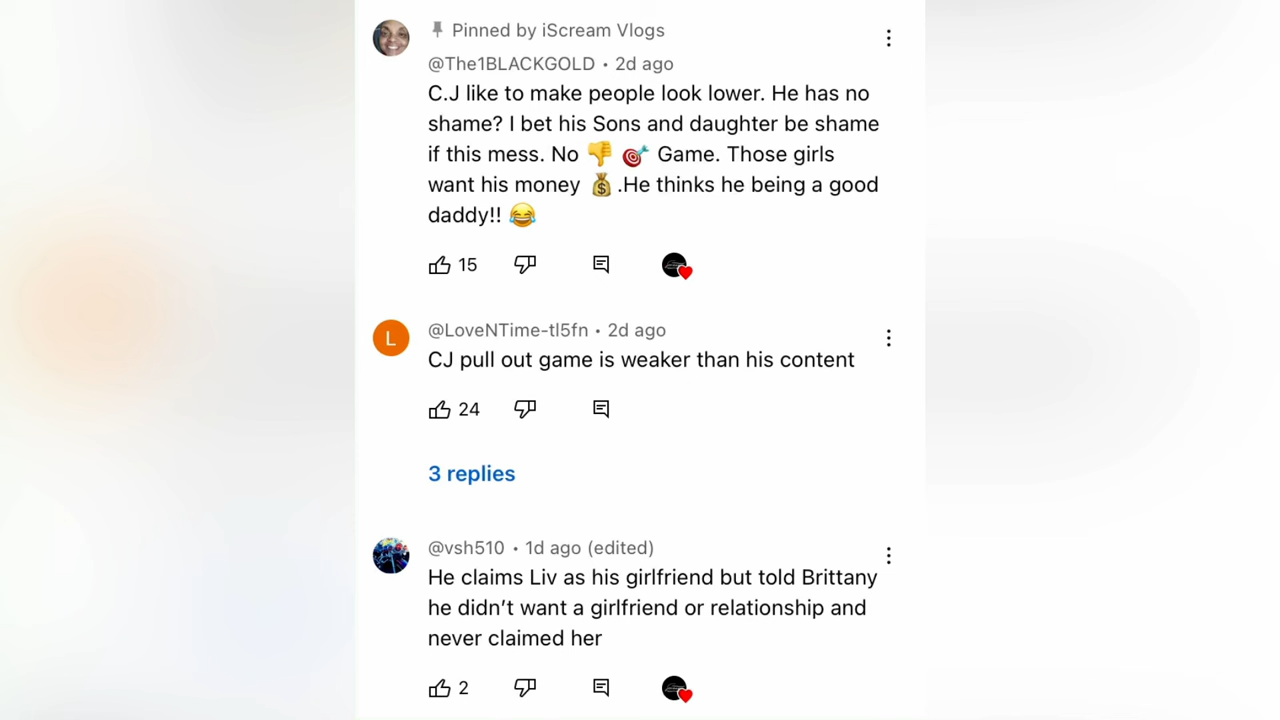 Pinned by iScream Vlogs
@The1BLACKGOLD • 2d ago
C.J like to make people look lower. He has no
shame? I bet his Sons and daughter be shame
if this mess. No 👎 🎯 Game. Those girls
want his money 💰.He thinks he being a good
daddy!! 😂
15
L
@LoveNTime-tl5fn • 2d ago
CJ pull out game is weaker than his content
24
3 replies
@vsh510 • 1d ago (edited)
He claims Liv as his girlfriend but told Brittany
he didn’t want a girlfriend or relationship and
never claimed her
2